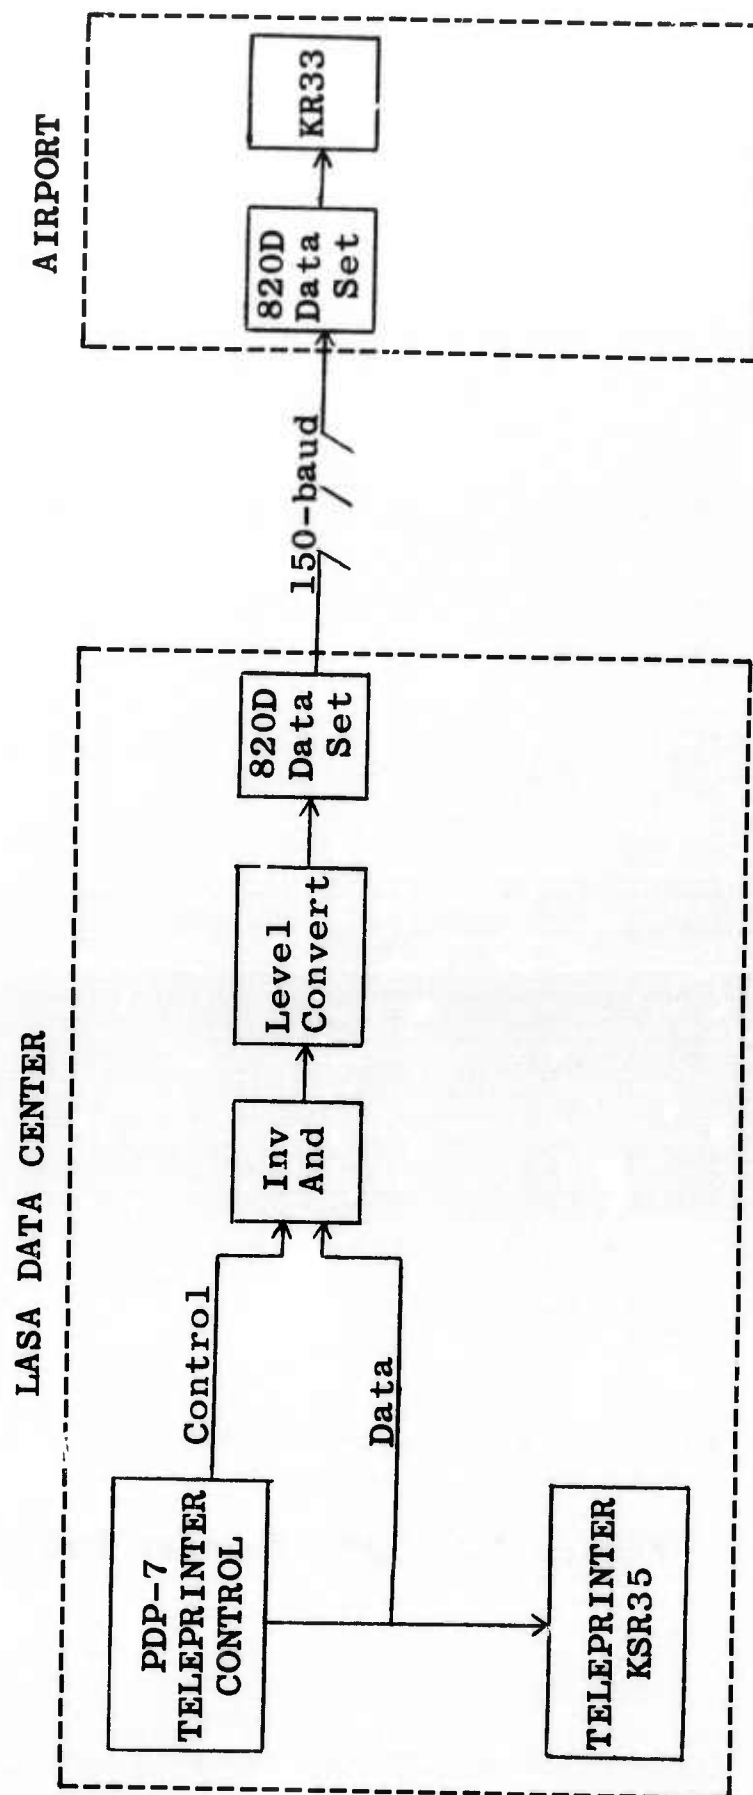 LASA DATA CENTER
PDP-7
TELEPRINTER
CONTROL
Control
Data
TELEPRINTER
KSR35
Inv
And
Level
Convert
820D
Data
Set
150-baud
AIRPORT
820D
Data
Set
KR33